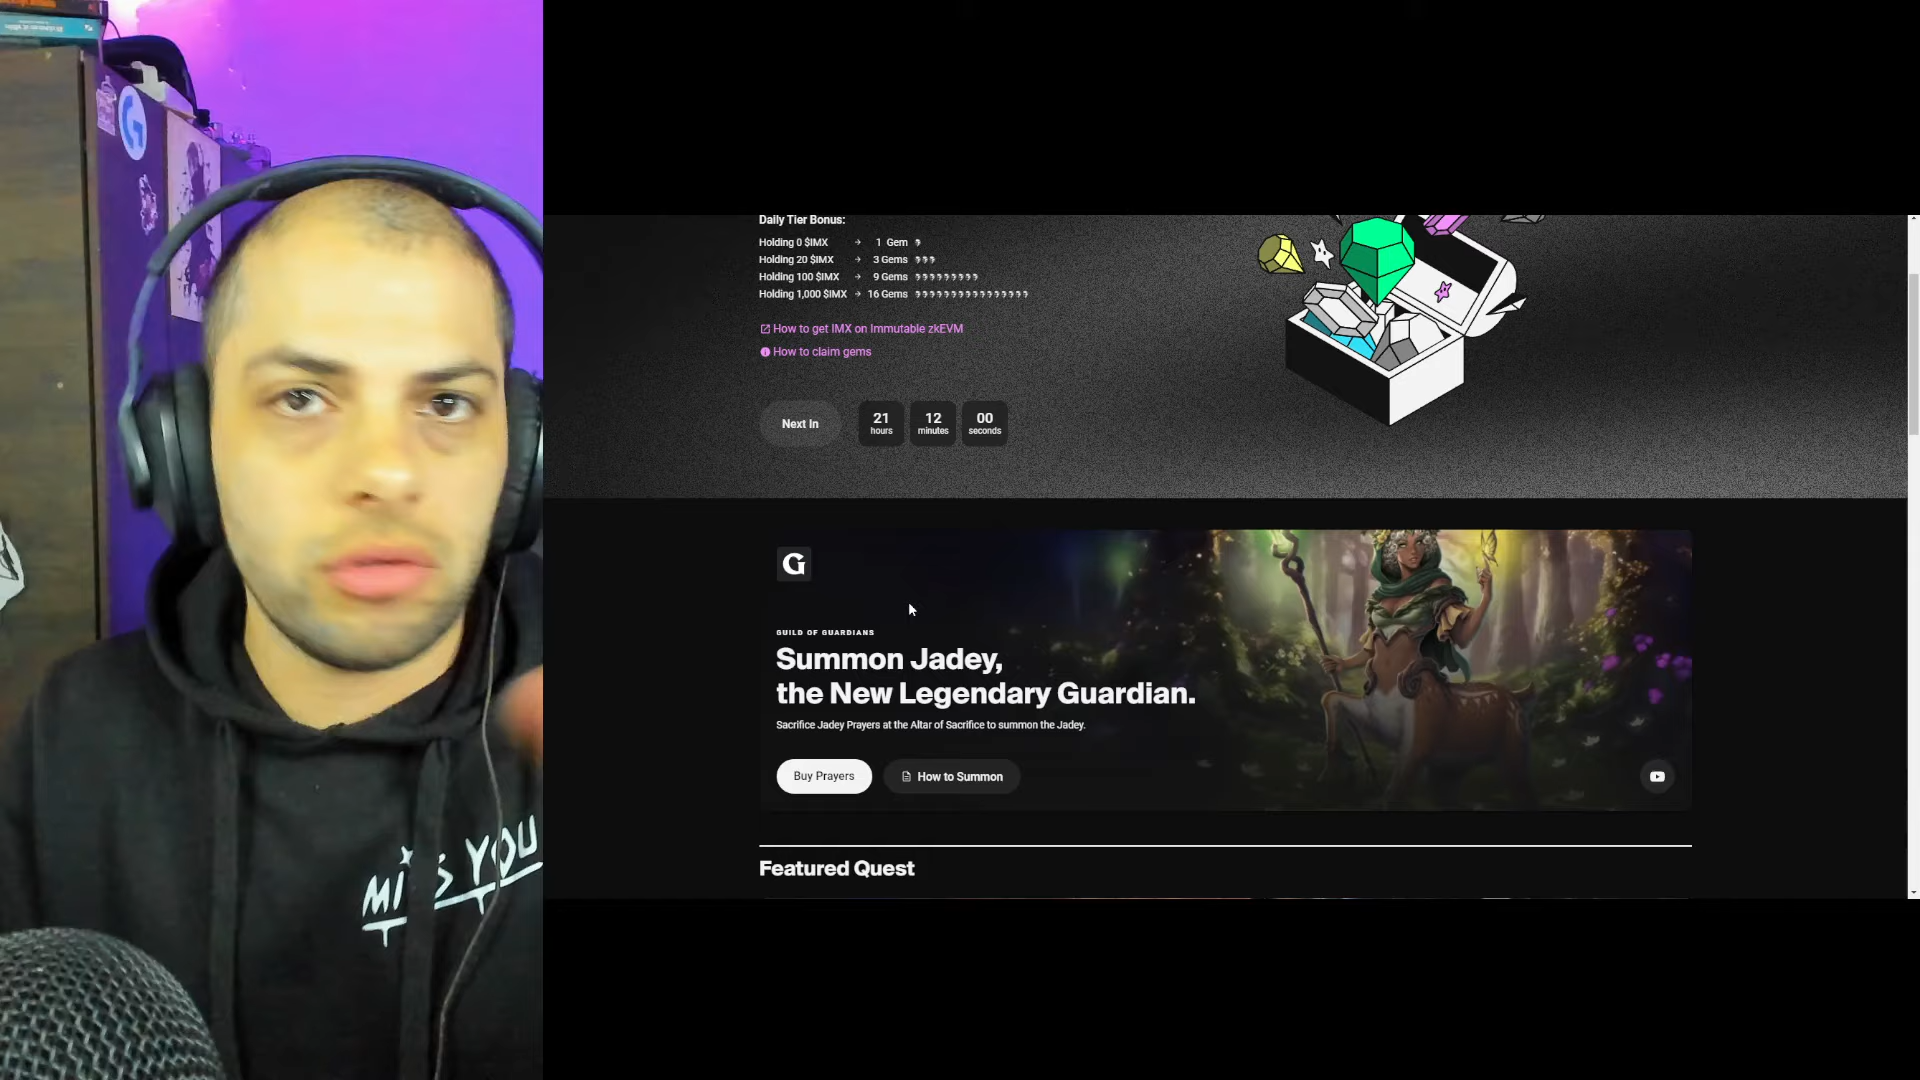 Daily Tier Bonus:
Holding 0 $IMX → 1 Gem
Holding 20 $IMX → 3 Gems
Holding 100 $IMX → 9 Gems
Holding 1,000 $IMX → 16 Gems
How to get IMX on Immutable zkEVM
How to claim gems
Next In
21 hours
12 minutes
00 seconds
G
GUILD OF GUARDIANS
Summon Jadey,
the New Legendary Guardian.
Sacrifice Jadey Prayers at the Altar of Sacrifice to summon the Jadey.
Buy Prayers
How to Summon
Featured Quest
G
MISS YOU